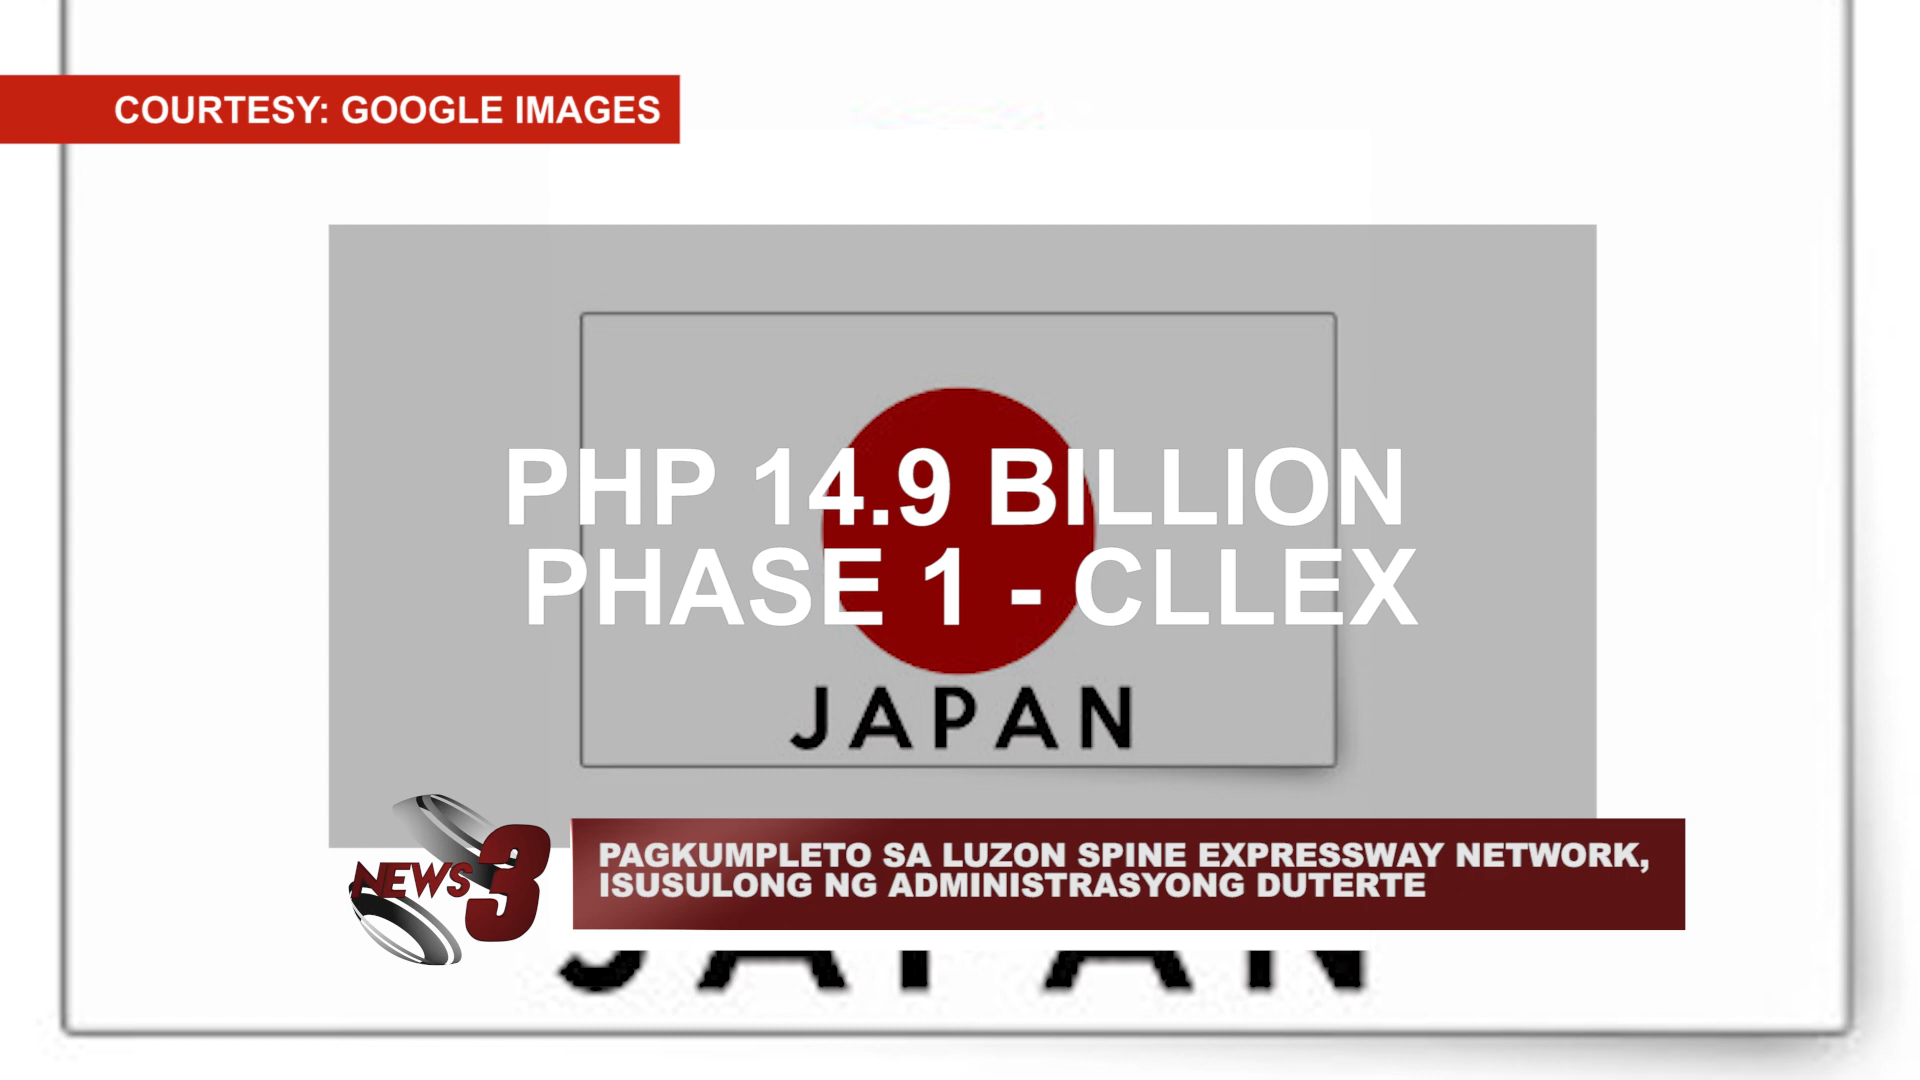 COURTESY: GOOGLE IMAGES
PHP 14.9 BILLION
PHASE 1 - CLLEX
JAPAN
NEWS 3
PAGKUMPLETO SA LUZON SPINE EXPRESSWAY NETWORK,
ISUSULONG NG ADMINISTRASYONG DUTERTE
JAPAN